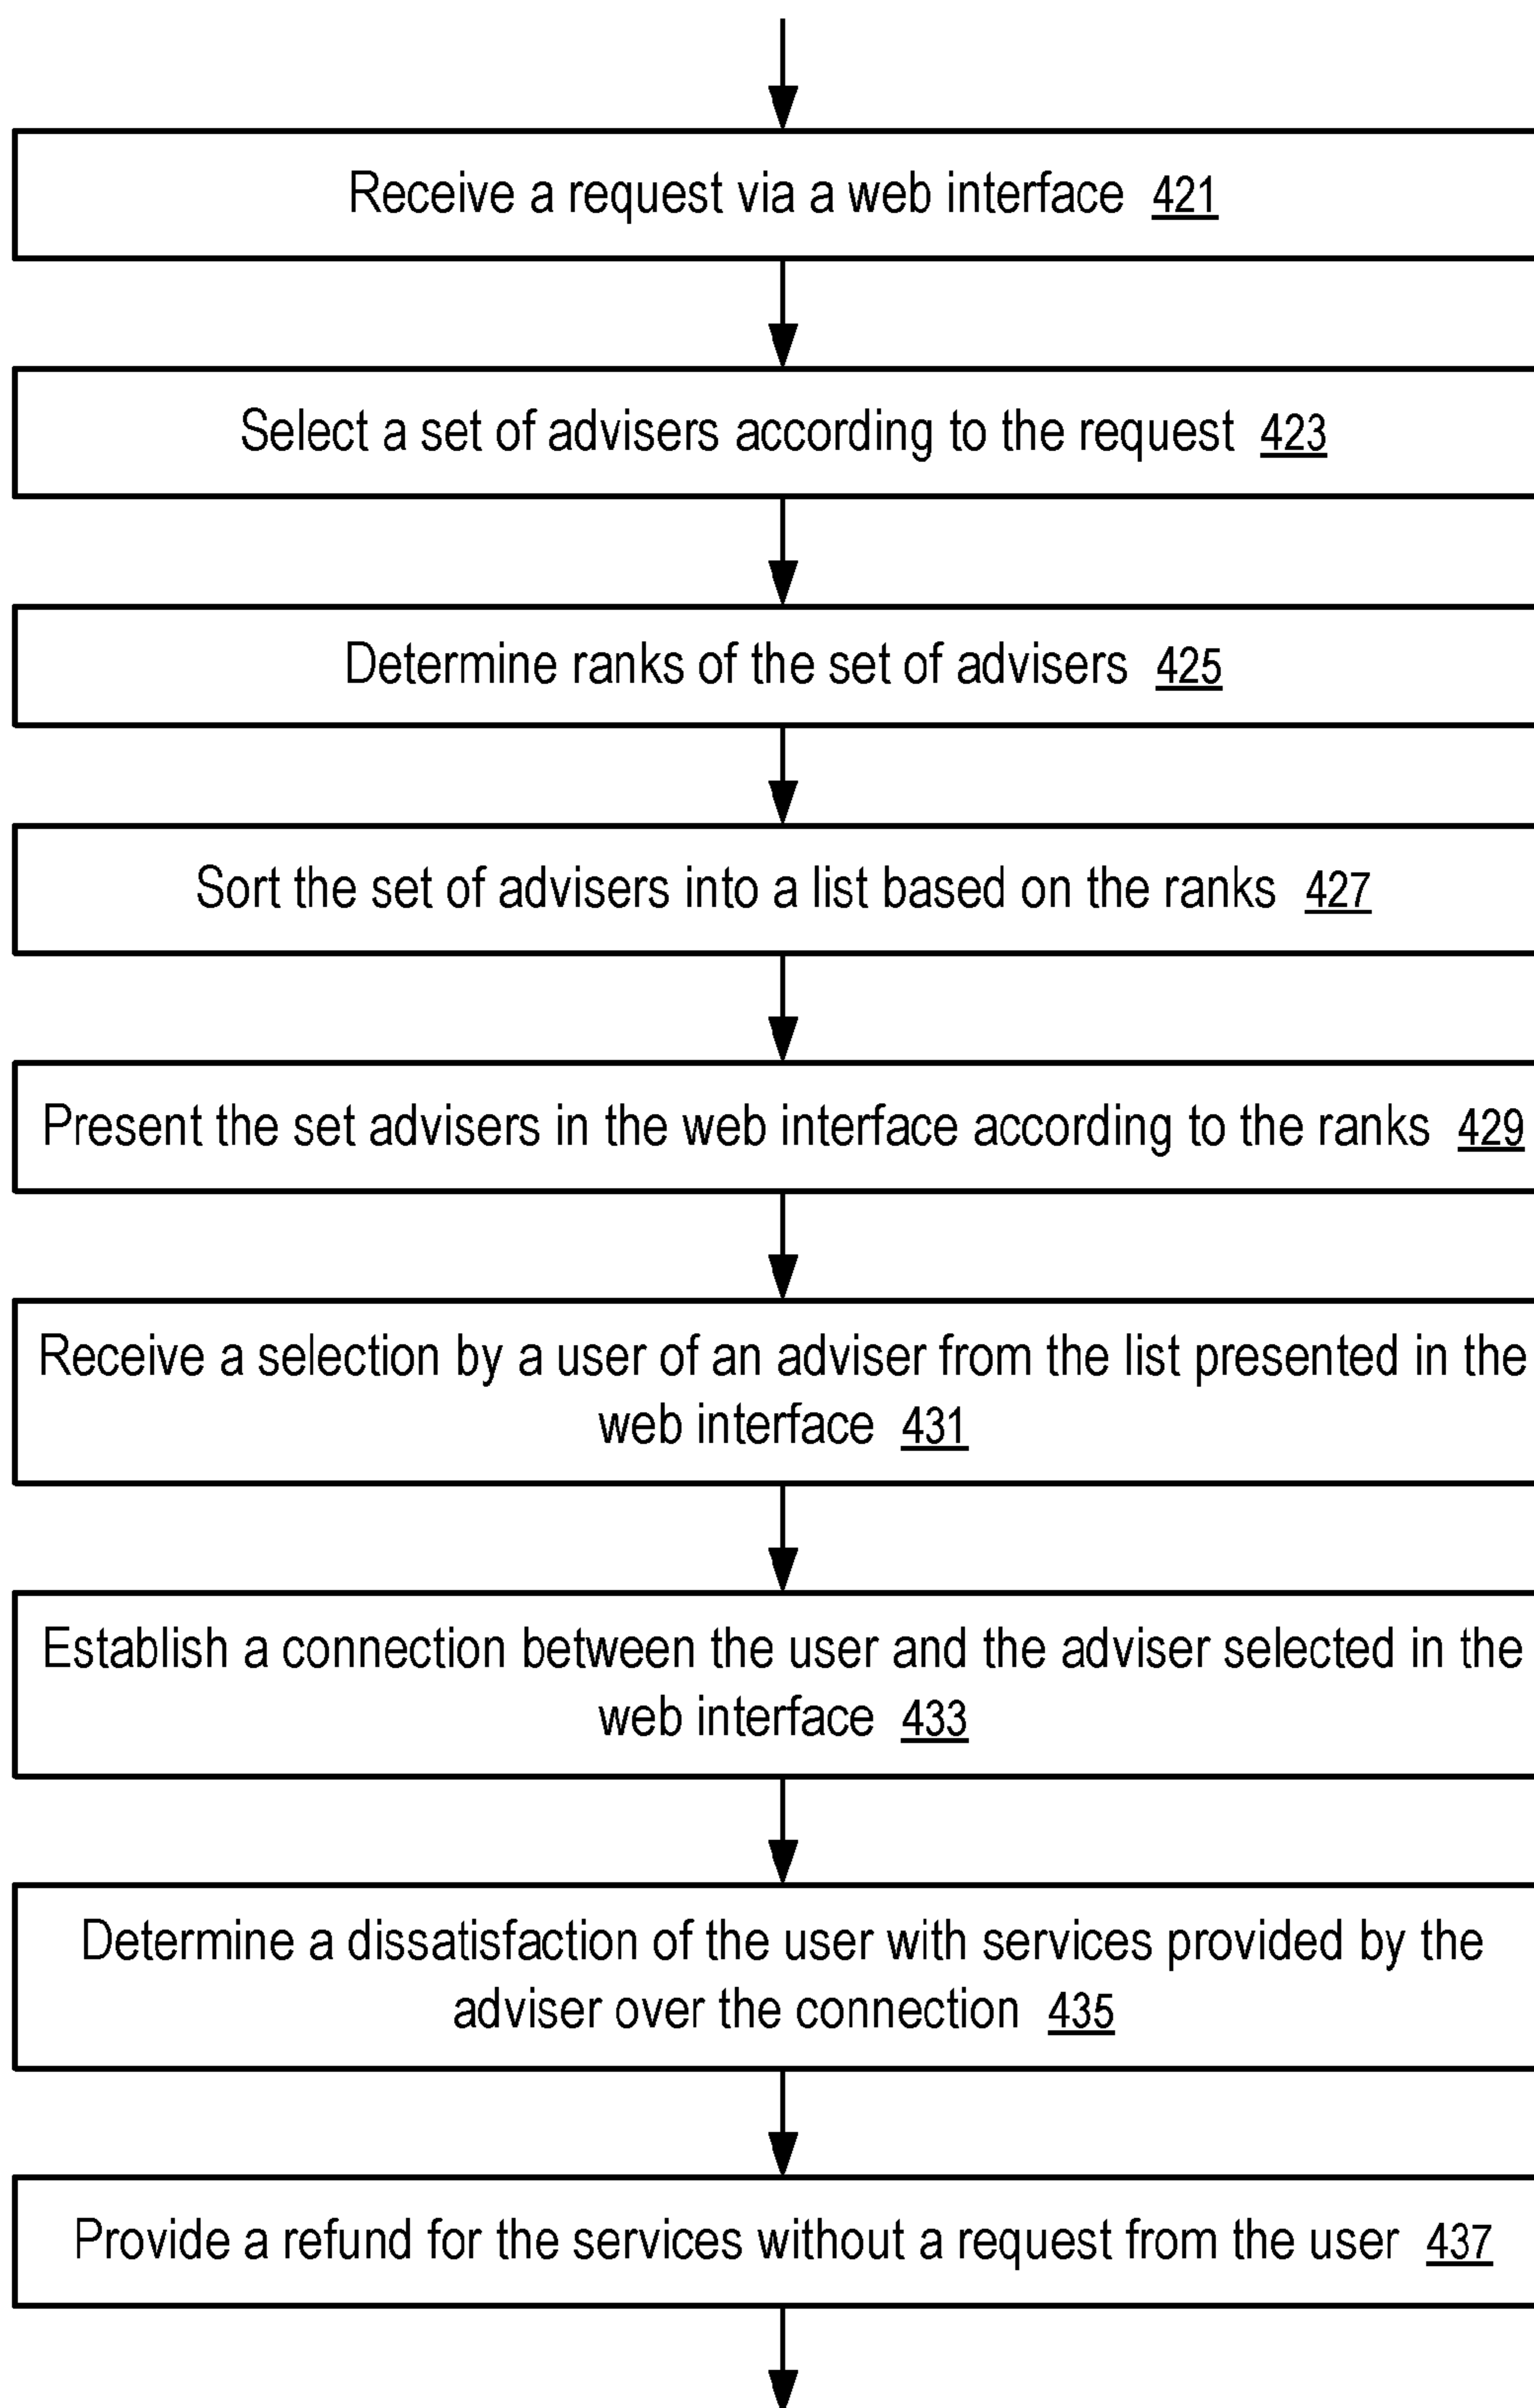 Receive a request via a web interface 421
Select a set of advisers according to the request 423
Determine ranks of the set of advisers 425
Sort the set of advisers into a list based on the ranks 427
Present the set advisers in the web interface according to the ranks 429
Receive a selection by a user of an adviser from the list presented in the
web interface 431
Establish a connection between the user and the adviser selected in the
web interface 433
Determine a dissatisfaction of the user with services provided by the
adviser over the connection 435
Provide a refund for the services without a request from the user 437